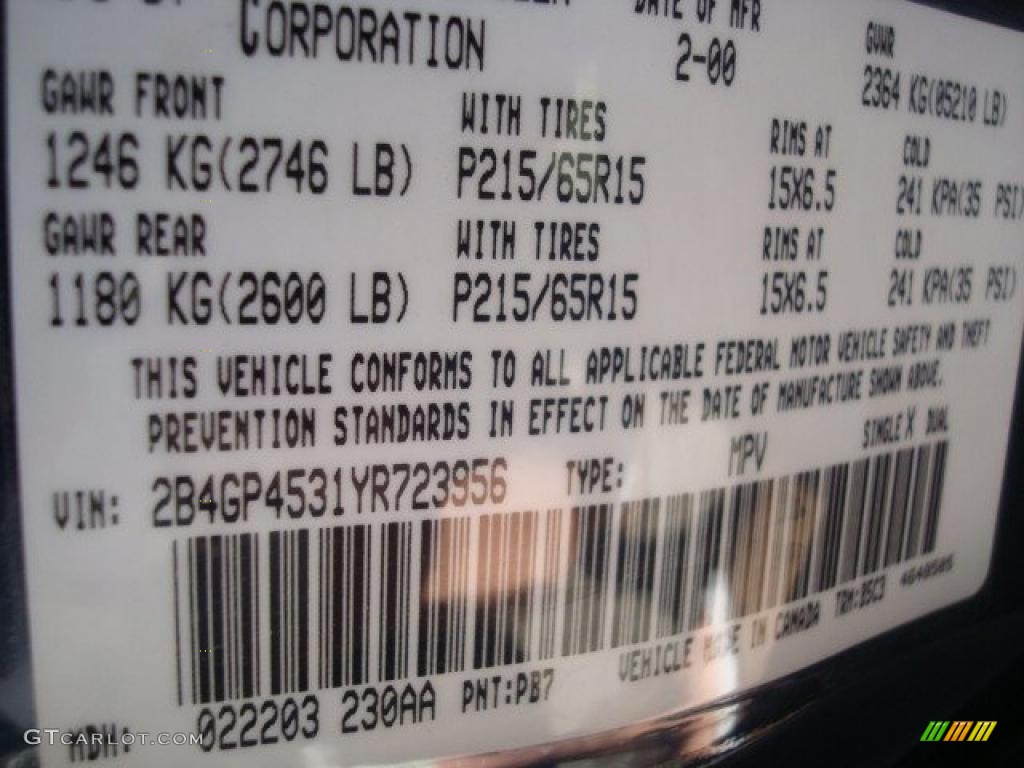 CORPORATION DATE OF MFR 2-00 GVWR 2364 KG(05210 LB)
GAWR FRONT WITH TIRES RIMS AT COLD
1246 KG(2746 LB) P215/65R15 15X6.5 241 KPA(35 PSI)
GAWR REAR WITH TIRES RIMS AT COLD
1180 KG(2600 LB) P215/65R15 15X6.5 241 KPA(35 PSI)
THIS VEHICLE CONFORMS TO ALL APPLICABLE FEDERAL MOTOR VEHICLE SAFETY AND THEFT
PREVENTION STANDARDS IN EFFECT ON THE DATE OF MANUFACTURE SHOWN ABOVE.
VIN: 2B4GP4531YR723956 TYPE: MPV SINGLE X DUAL
VEHICLE MADE IN CANADA TRM:B5C3 4640505
MDH: 022203 230AA PNT:PB7
GTcarlot.com